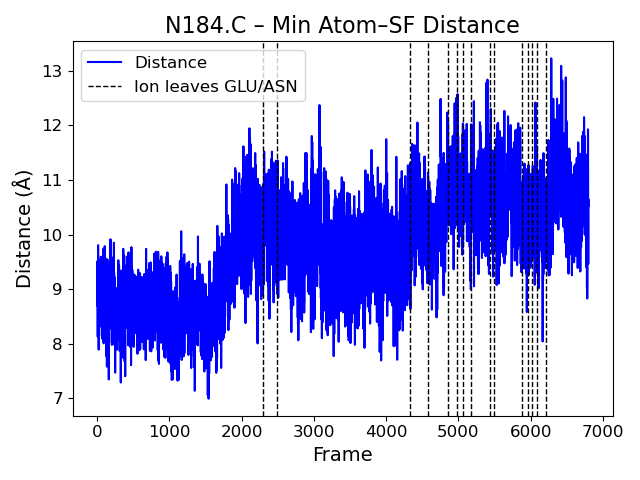 N184.C – Min Atom–SF Distance
Distance
Ion leaves GLU/ASN
Distance (Å)
13
12
11
10
9
8
7
0 1000 2000 3000 4000 5000 6000 7000
Frame